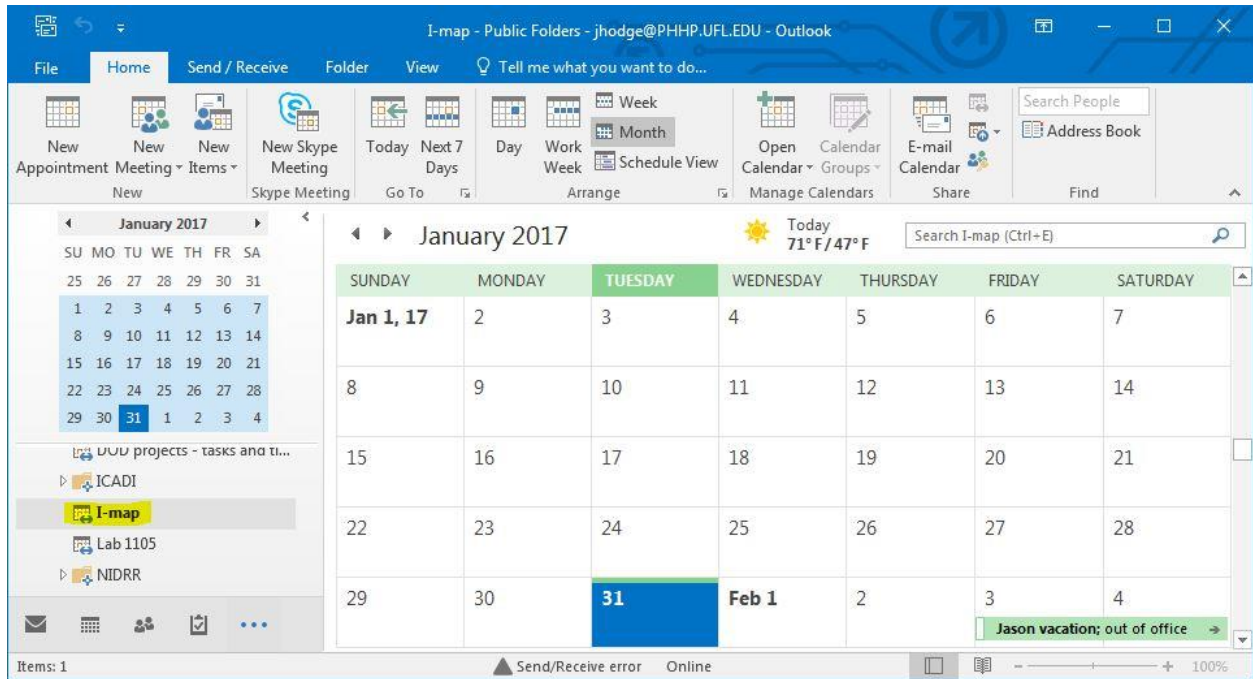 I-map - Public Folders - jhodge@PHHP.UFL.EDU - Outlook
File Home Send / Receive Folder View Tell me what you want to do...
New Appointment
New Meeting
New Items
New Skype Meeting
Today
Next 7 Days
Day
Work Week
Week
Month
Schedule View
Open Calendar
Calendar Groups
E-mail Calendar
Search People
Address Book
New Skype Meeting Go To Arrange Manage Calendars Share Find
January 2017
SU MO TU WE TH FR SA
25 26 27 28 29 30 31
1 2 3 4 5 6 7
8 9 10 11 12 13 14
15 16 17 18 19 20 21
22 23 24 25 26 27 28
29 30 31 1 2 3 4
DOD projects - tasks and ti...
ICADI
I-map
Lab 1105
NIDRR
January 2017
Today
71° F / 47° F
Search I-map (Ctrl+E)
SUNDAY MONDAY TUESDAY WEDNESDAY THURSDAY FRIDAY SATURDAY
Jan 1, 17 2 3 4 5 6 7
8 9 10 11 12 13 14
15 16 17 18 19 20 21
22 23 24 25 26 27 28
29 30 31 Feb 1 2 3 4
Jason vacation; out of office
Items: 1 Send/Receive error Online 100%